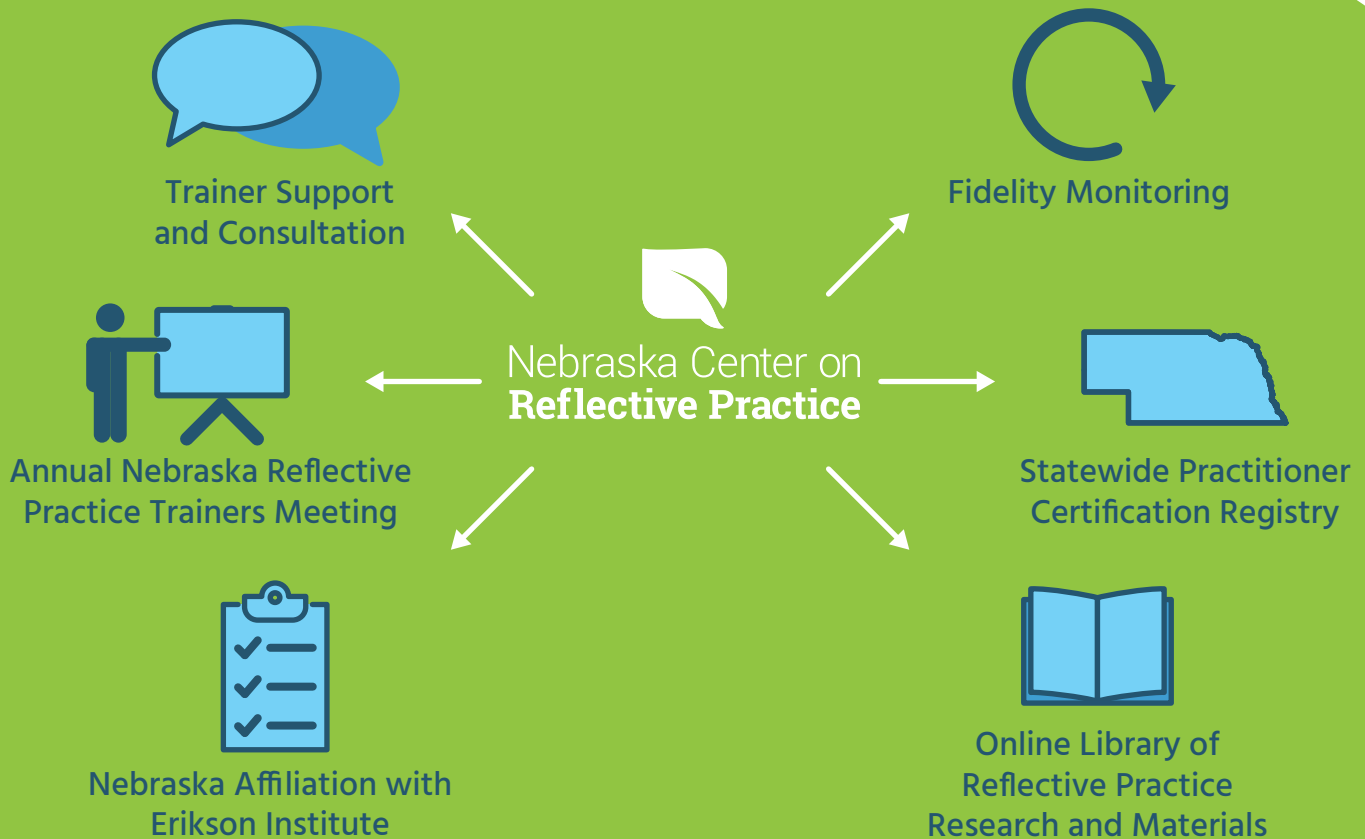 Trainer Support
and Consultation
Fidelity Monitoring
Nebraska Center on
Reflective Practice
Annual Nebraska Reflective
Practice Trainers Meeting
Statewide Practitioner
Certification Registry
Nebraska Affiliation with
Erikson Institute
Online Library of
Reflective Practice
Research and Materials